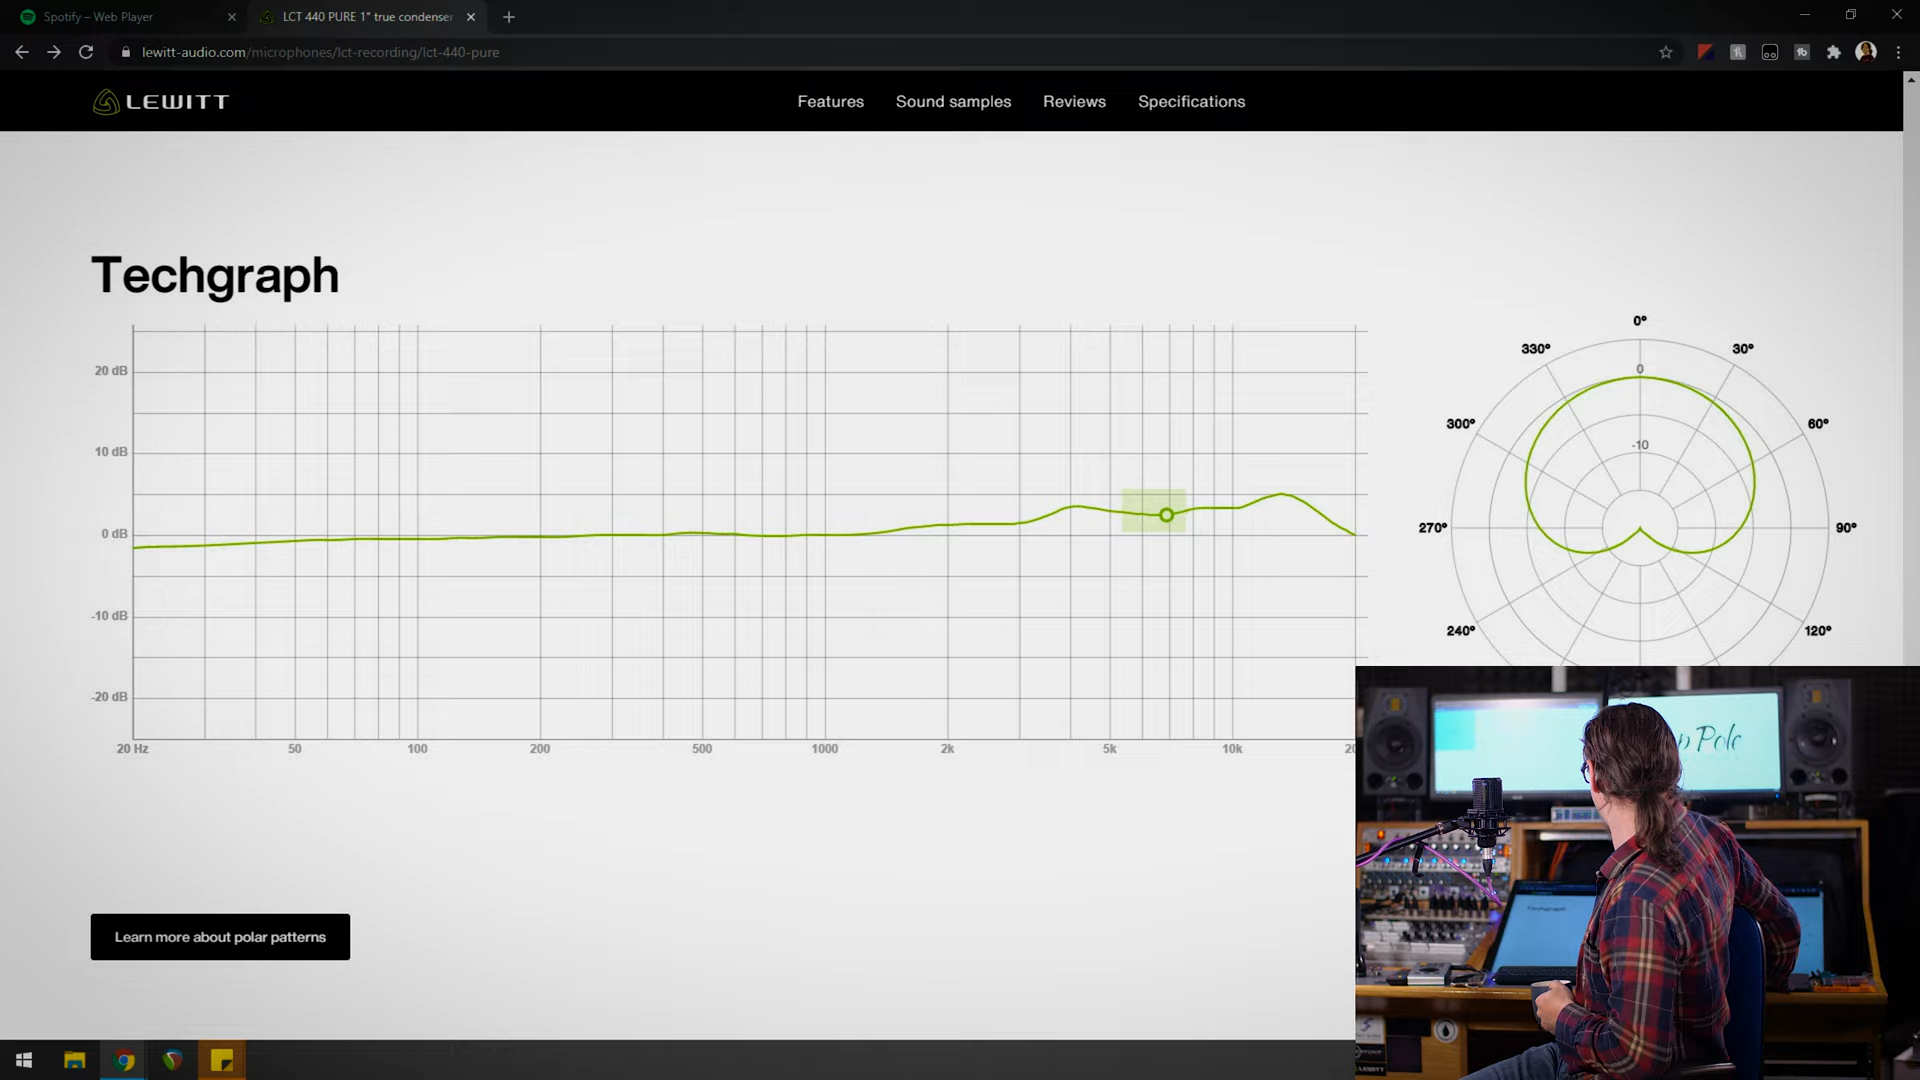 Spotify – Web Player
LCT 440 PURE 1" true condenser
lewitt-audio.com/microphones/lct-recording/lct-440-pure
LEWITT
Features
Sound samples
Reviews
Specifications
Techgraph
20 dB
10 dB
0 dB
-10 dB
-20 dB
20 Hz
50
100
200
500
1000
2k
5k
10k
20
0°
330°
30°
0
300°
60°
-10
270°
90°
240°
120°
Learn more about polar patterns
Techgraph
LEWITT